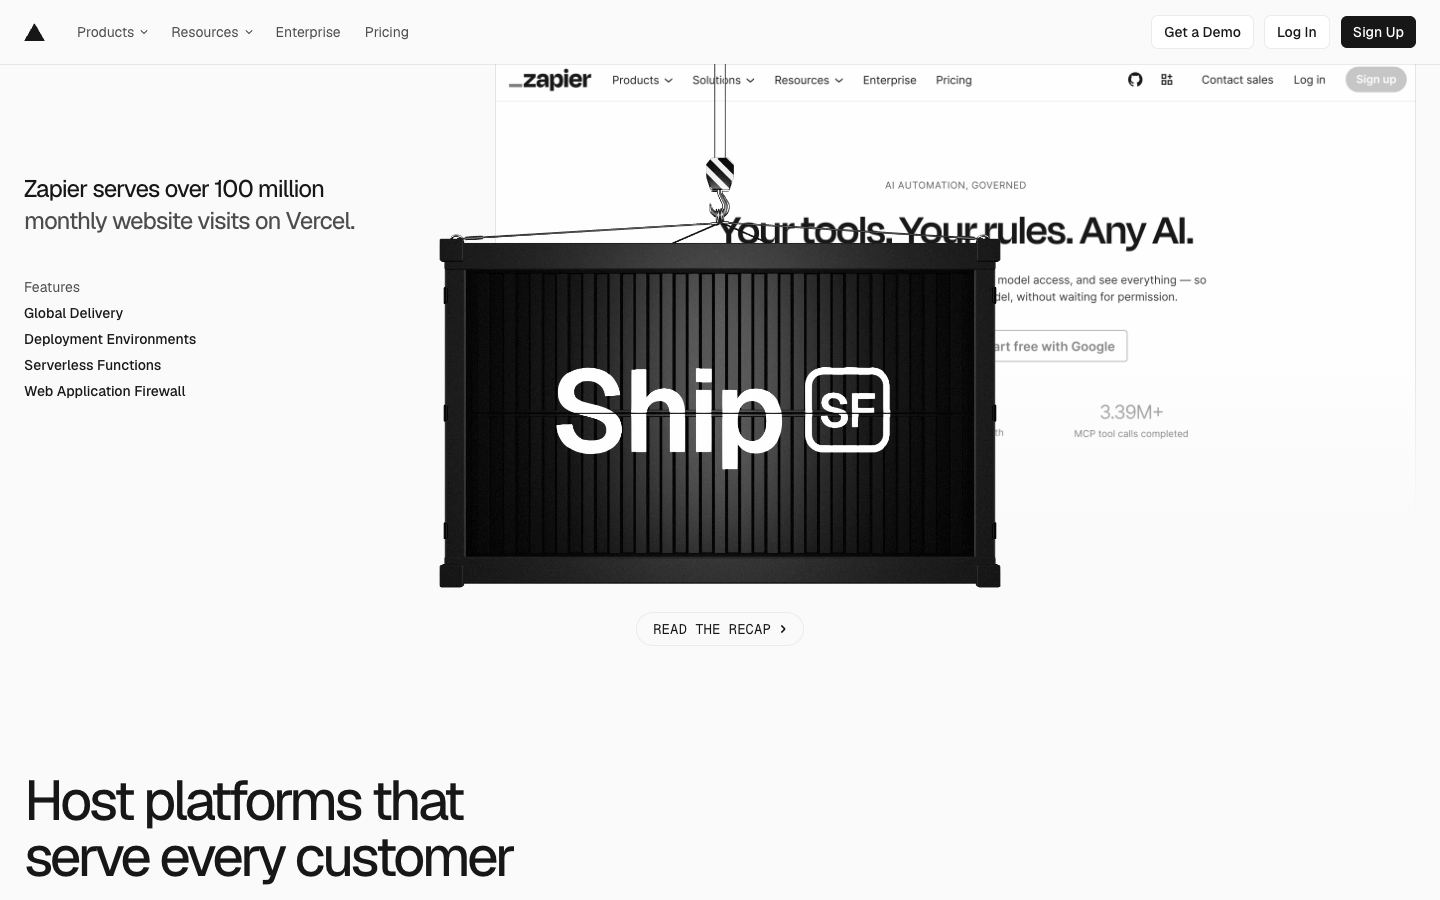 Products
Resources
Enterprise
Pricing
Get a Demo
Log In
Sign Up
zapier
Products
Solutions
Resources
Enterprise
Pricing
Contact sales
Log in
Sign up
Zapier serves over 100 million
monthly website visits on Vercel.
Features
Global Delivery
Deployment Environments
Serverless Functions
Web Application Firewall
AI AUTOMATION, GOVERNED
Your tools. Your rules. Any AI.
model access, and see everything — so
without waiting for permission.
free with Google
3.39M+
MCP tool calls completed
Ship SF
READ THE RECAP
Host platforms that
serve every customer